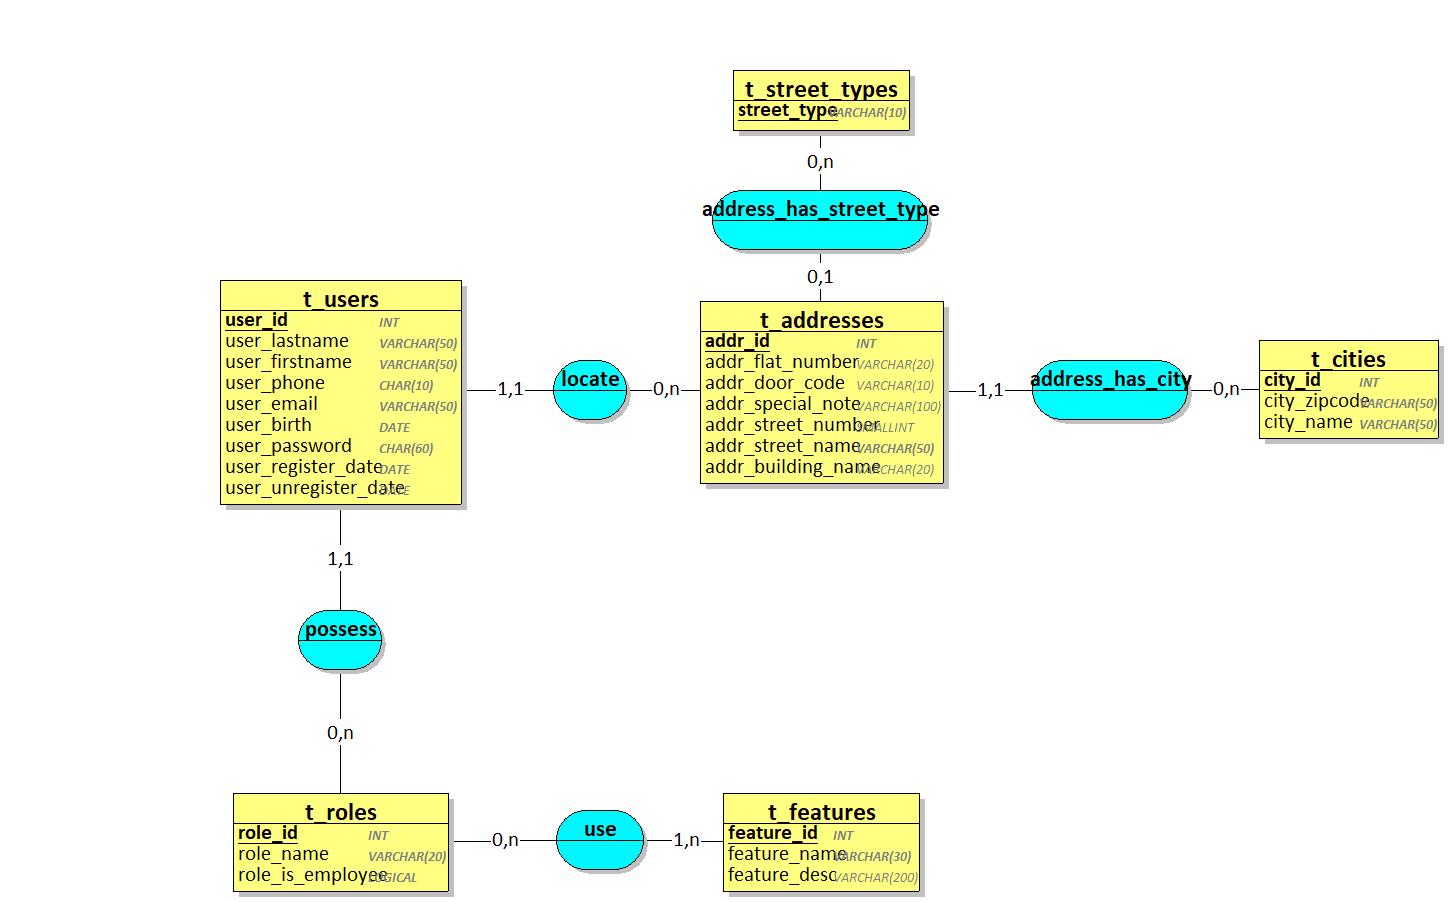 t_street_types
street_type VARCHAR(10)
0,n
address_has_street_type
0,1
t_users
user_id INT
user_lastname VARCHAR(50)
user_firstname VARCHAR(50)
user_phone CHAR(10)
user_email VARCHAR(50)
user_birth DATE
user_password CHAR(60)
user_register_date DATE
user_unregister_date DATE
1,1
locate
0,n
t_addresses
addr_id INT
addr_flat_number VARCHAR(20)
addr_door_code VARCHAR(10)
addr_special_note VARCHAR(100)
addr_street_number SMALLINT
addr_street_name VARCHAR(50)
addr_building_name VARCHAR(20)
1,1
address_has_city
0,n
t_cities
city_id INT
city_zipcode VARCHAR(50)
city_name VARCHAR(50)
1,1
possess
0,n
t_roles
role_id INT
role_name VARCHAR(20)
role_is_employee LOGICAL
0,n
use
1,n
t_features
feature_id INT
feature_name VARCHAR(30)
feature_desc VARCHAR(200)